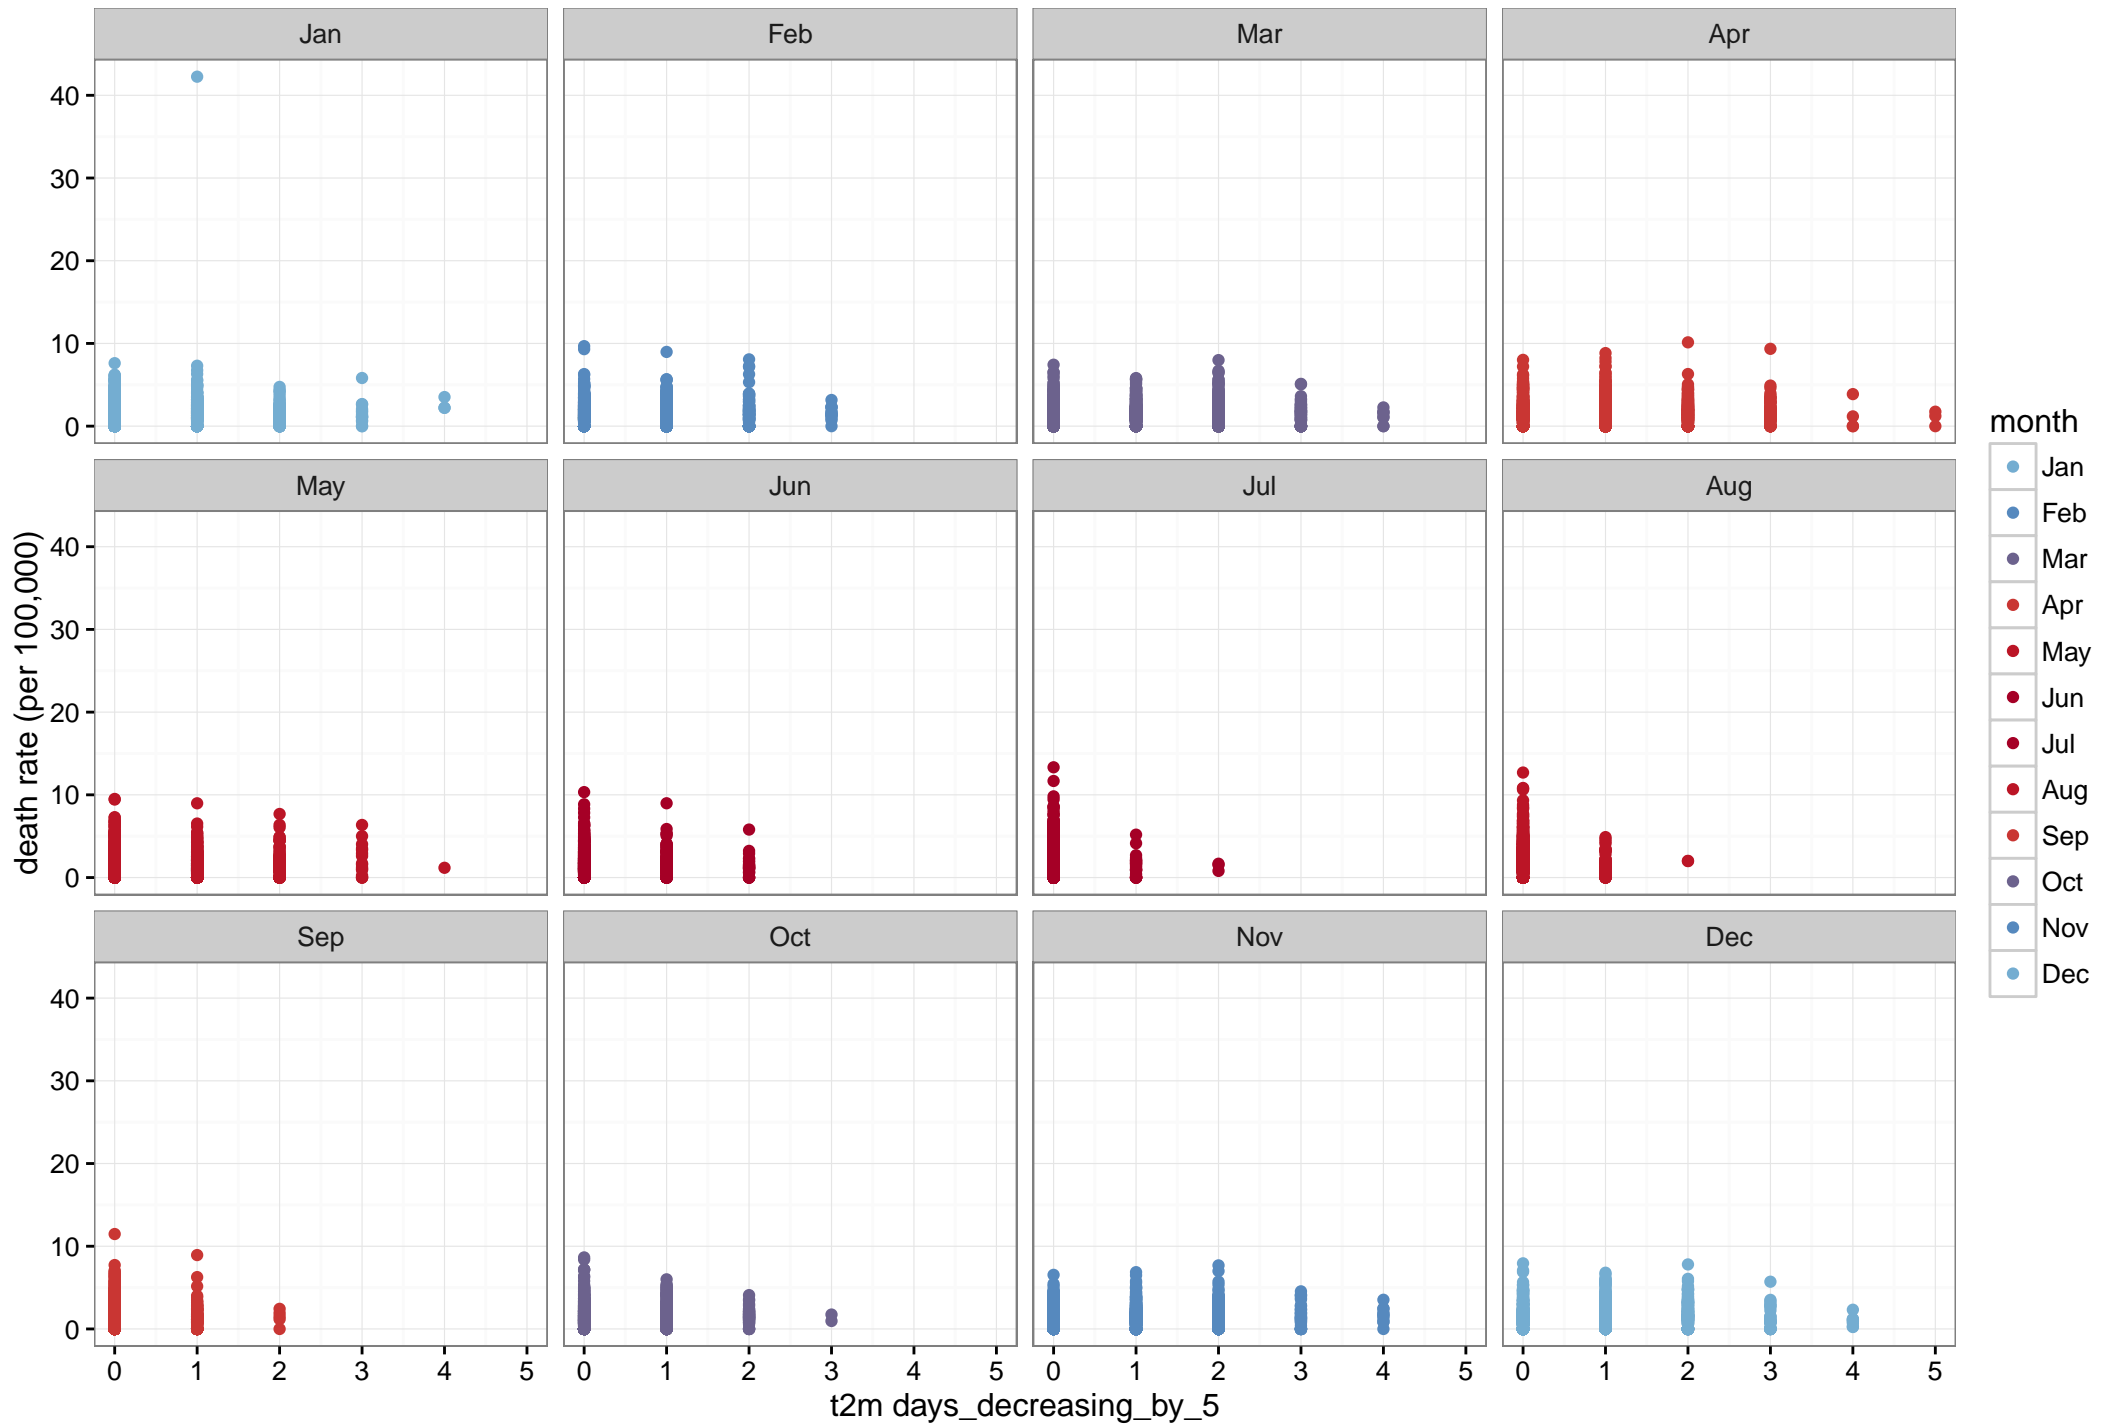 Jan Feb Mar Apr
40
30
20
10
0
May Jun Jul Aug
40
30
20
10
0
Sep Oct Nov Dec
40
30
20
10
0
0 1 2 3 4 5 0 1 2 3 4 5 0 1 2 3 4 5 0 1 2 3 4 5
t2m days_decreasing_by_5
death rate (per 100,000)
month
Jan
Feb
Mar
Apr
May
Jun
Jul
Aug
Sep
Oct
Nov
Dec